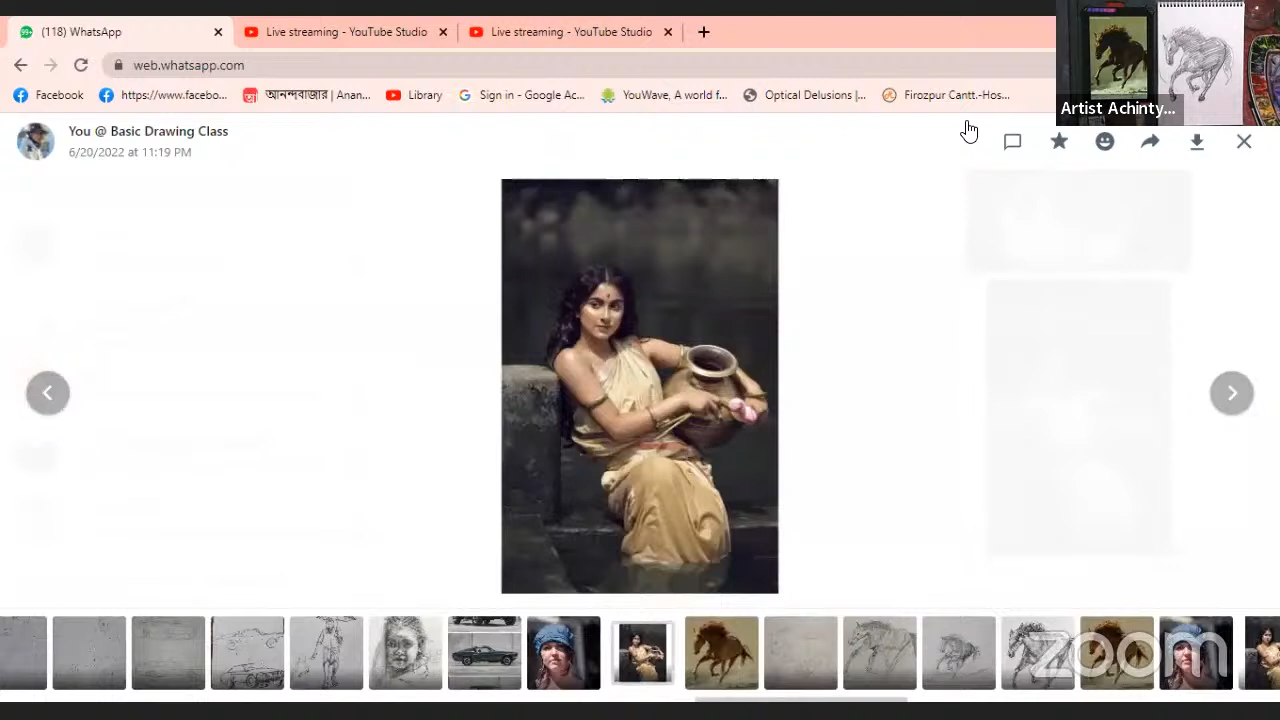 (118) WhatsApp
Live streaming - YouTube Studio
Live streaming - YouTube Studio
web.whatsapp.com
Facebook
https://www.facebo...
আনন্দবাজার | Anan...
Library
Sign in - Google Ac...
YouWave, A world f...
Optical Delusions |...
Firozpur Cantt.-Hos...
Artist Achinty...
You @ Basic Drawing Class
6/20/2022 at 11:19 PM
zoom